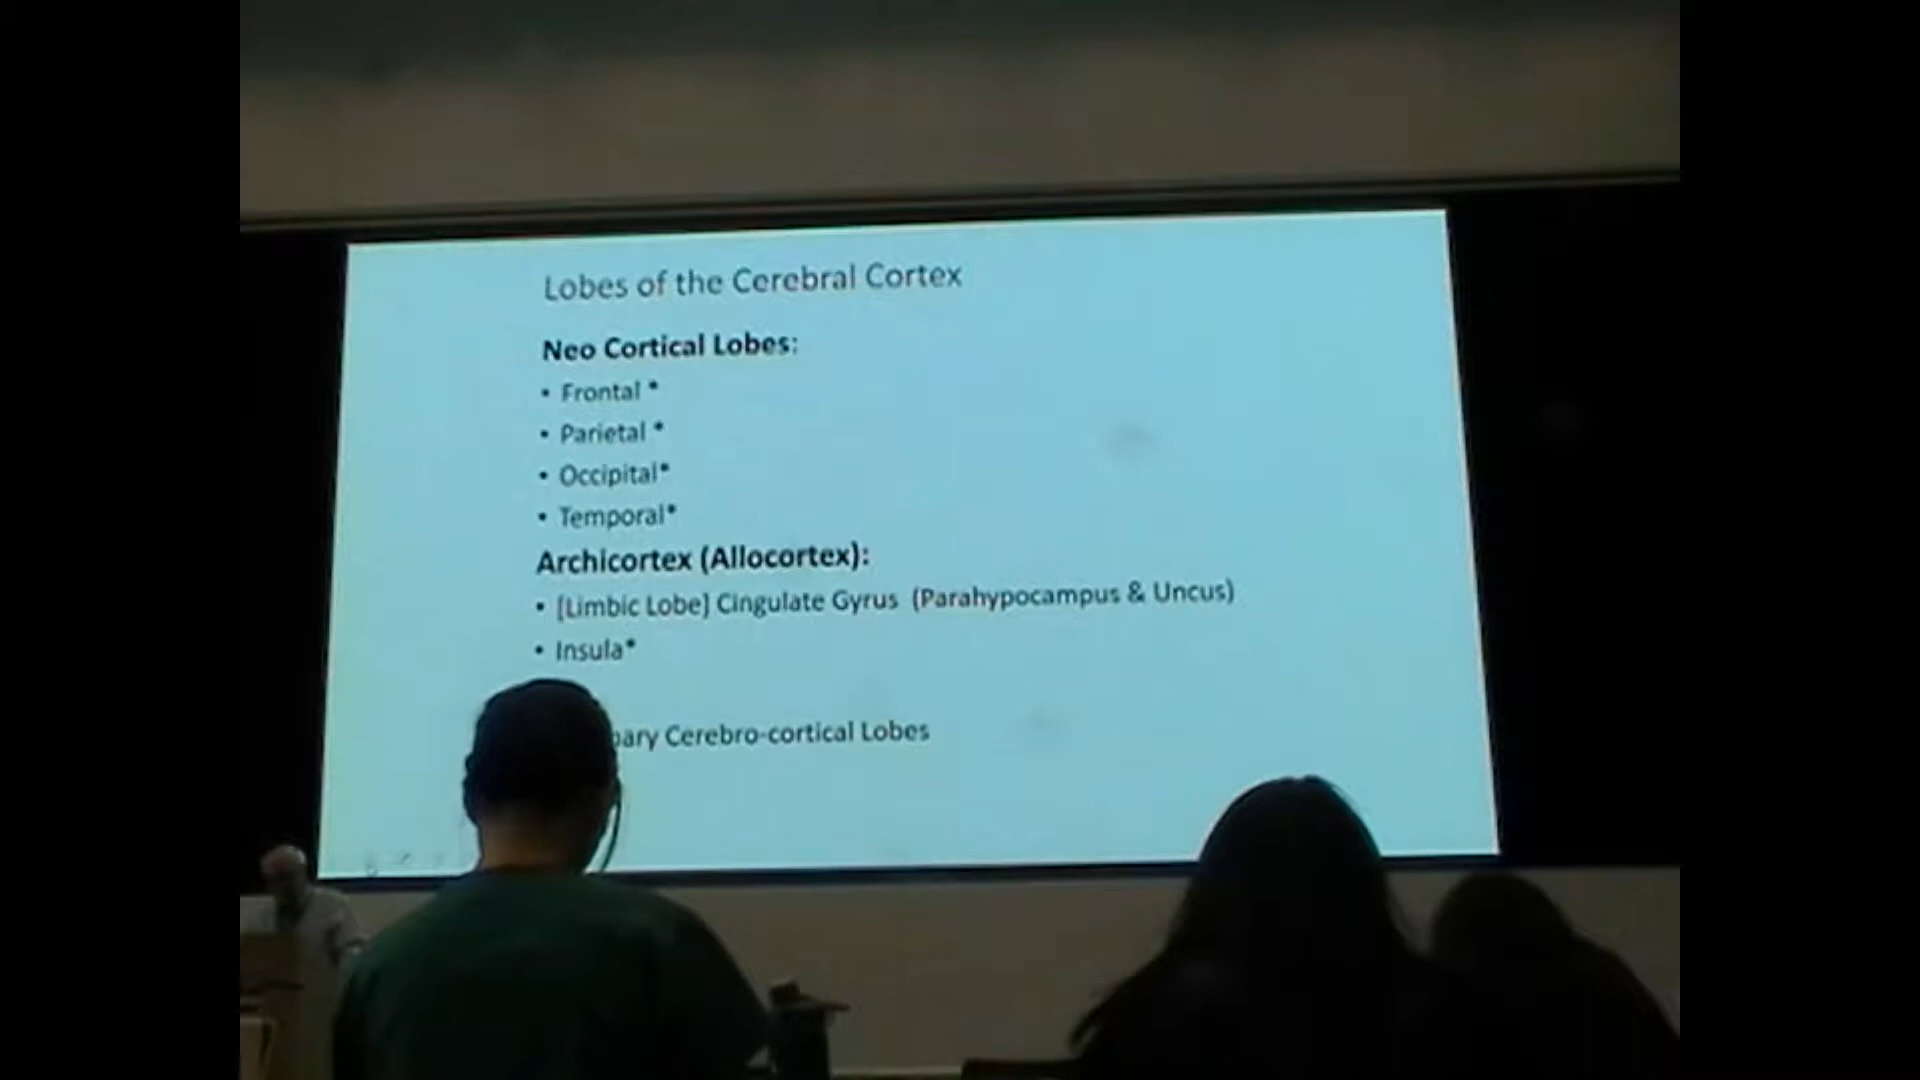 Lobes of the Cerebral Cortex
Neo Cortical Lobes:
• Frontal *
• Parietal *
• Occipital*
• Temporal*
Archicortex (Allocortex):
• [Limbic Lobe] Cingulate Gyrus (Parahypocampus & Uncus)
• Insula*
Cerebro-cortical Lobes